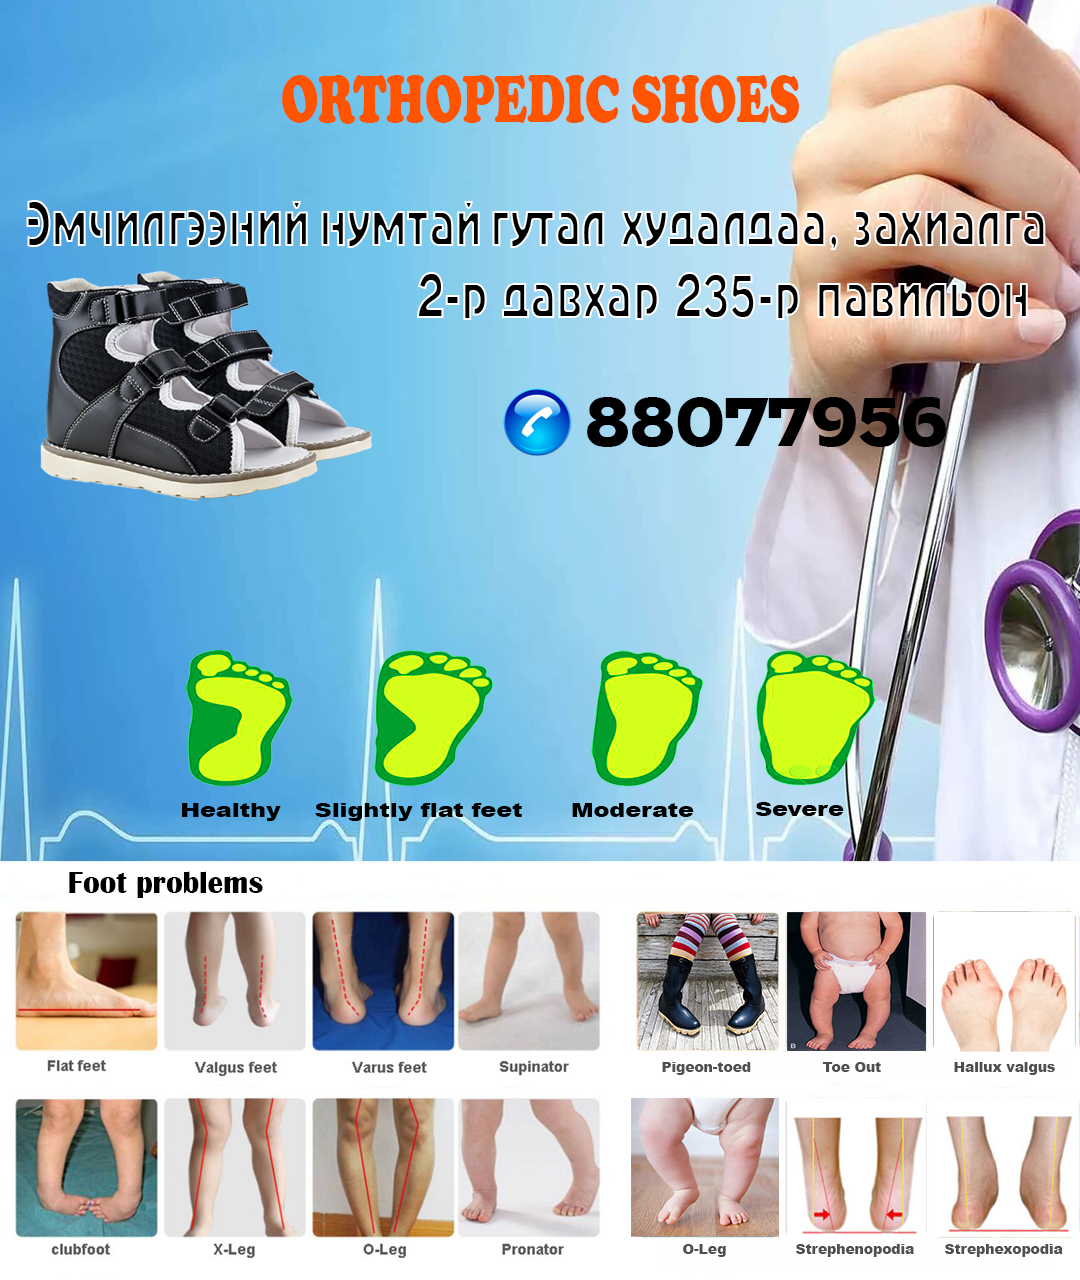 ORTHOPEDIC SHOES
Эмчилгээний нумтай гутал худалдаа, захиалга
2-р давхар 235-р павильон
88077956
Healthy Slightly flat feet Moderate Severe
Foot problems
Flat feet Valgus feet Varus feet Supinator Pigeon-toed Toe Out Hallux valgus
B
clubfoot X-Leg O-Leg Pronator O-Leg Strephenopodia Strephexopodia